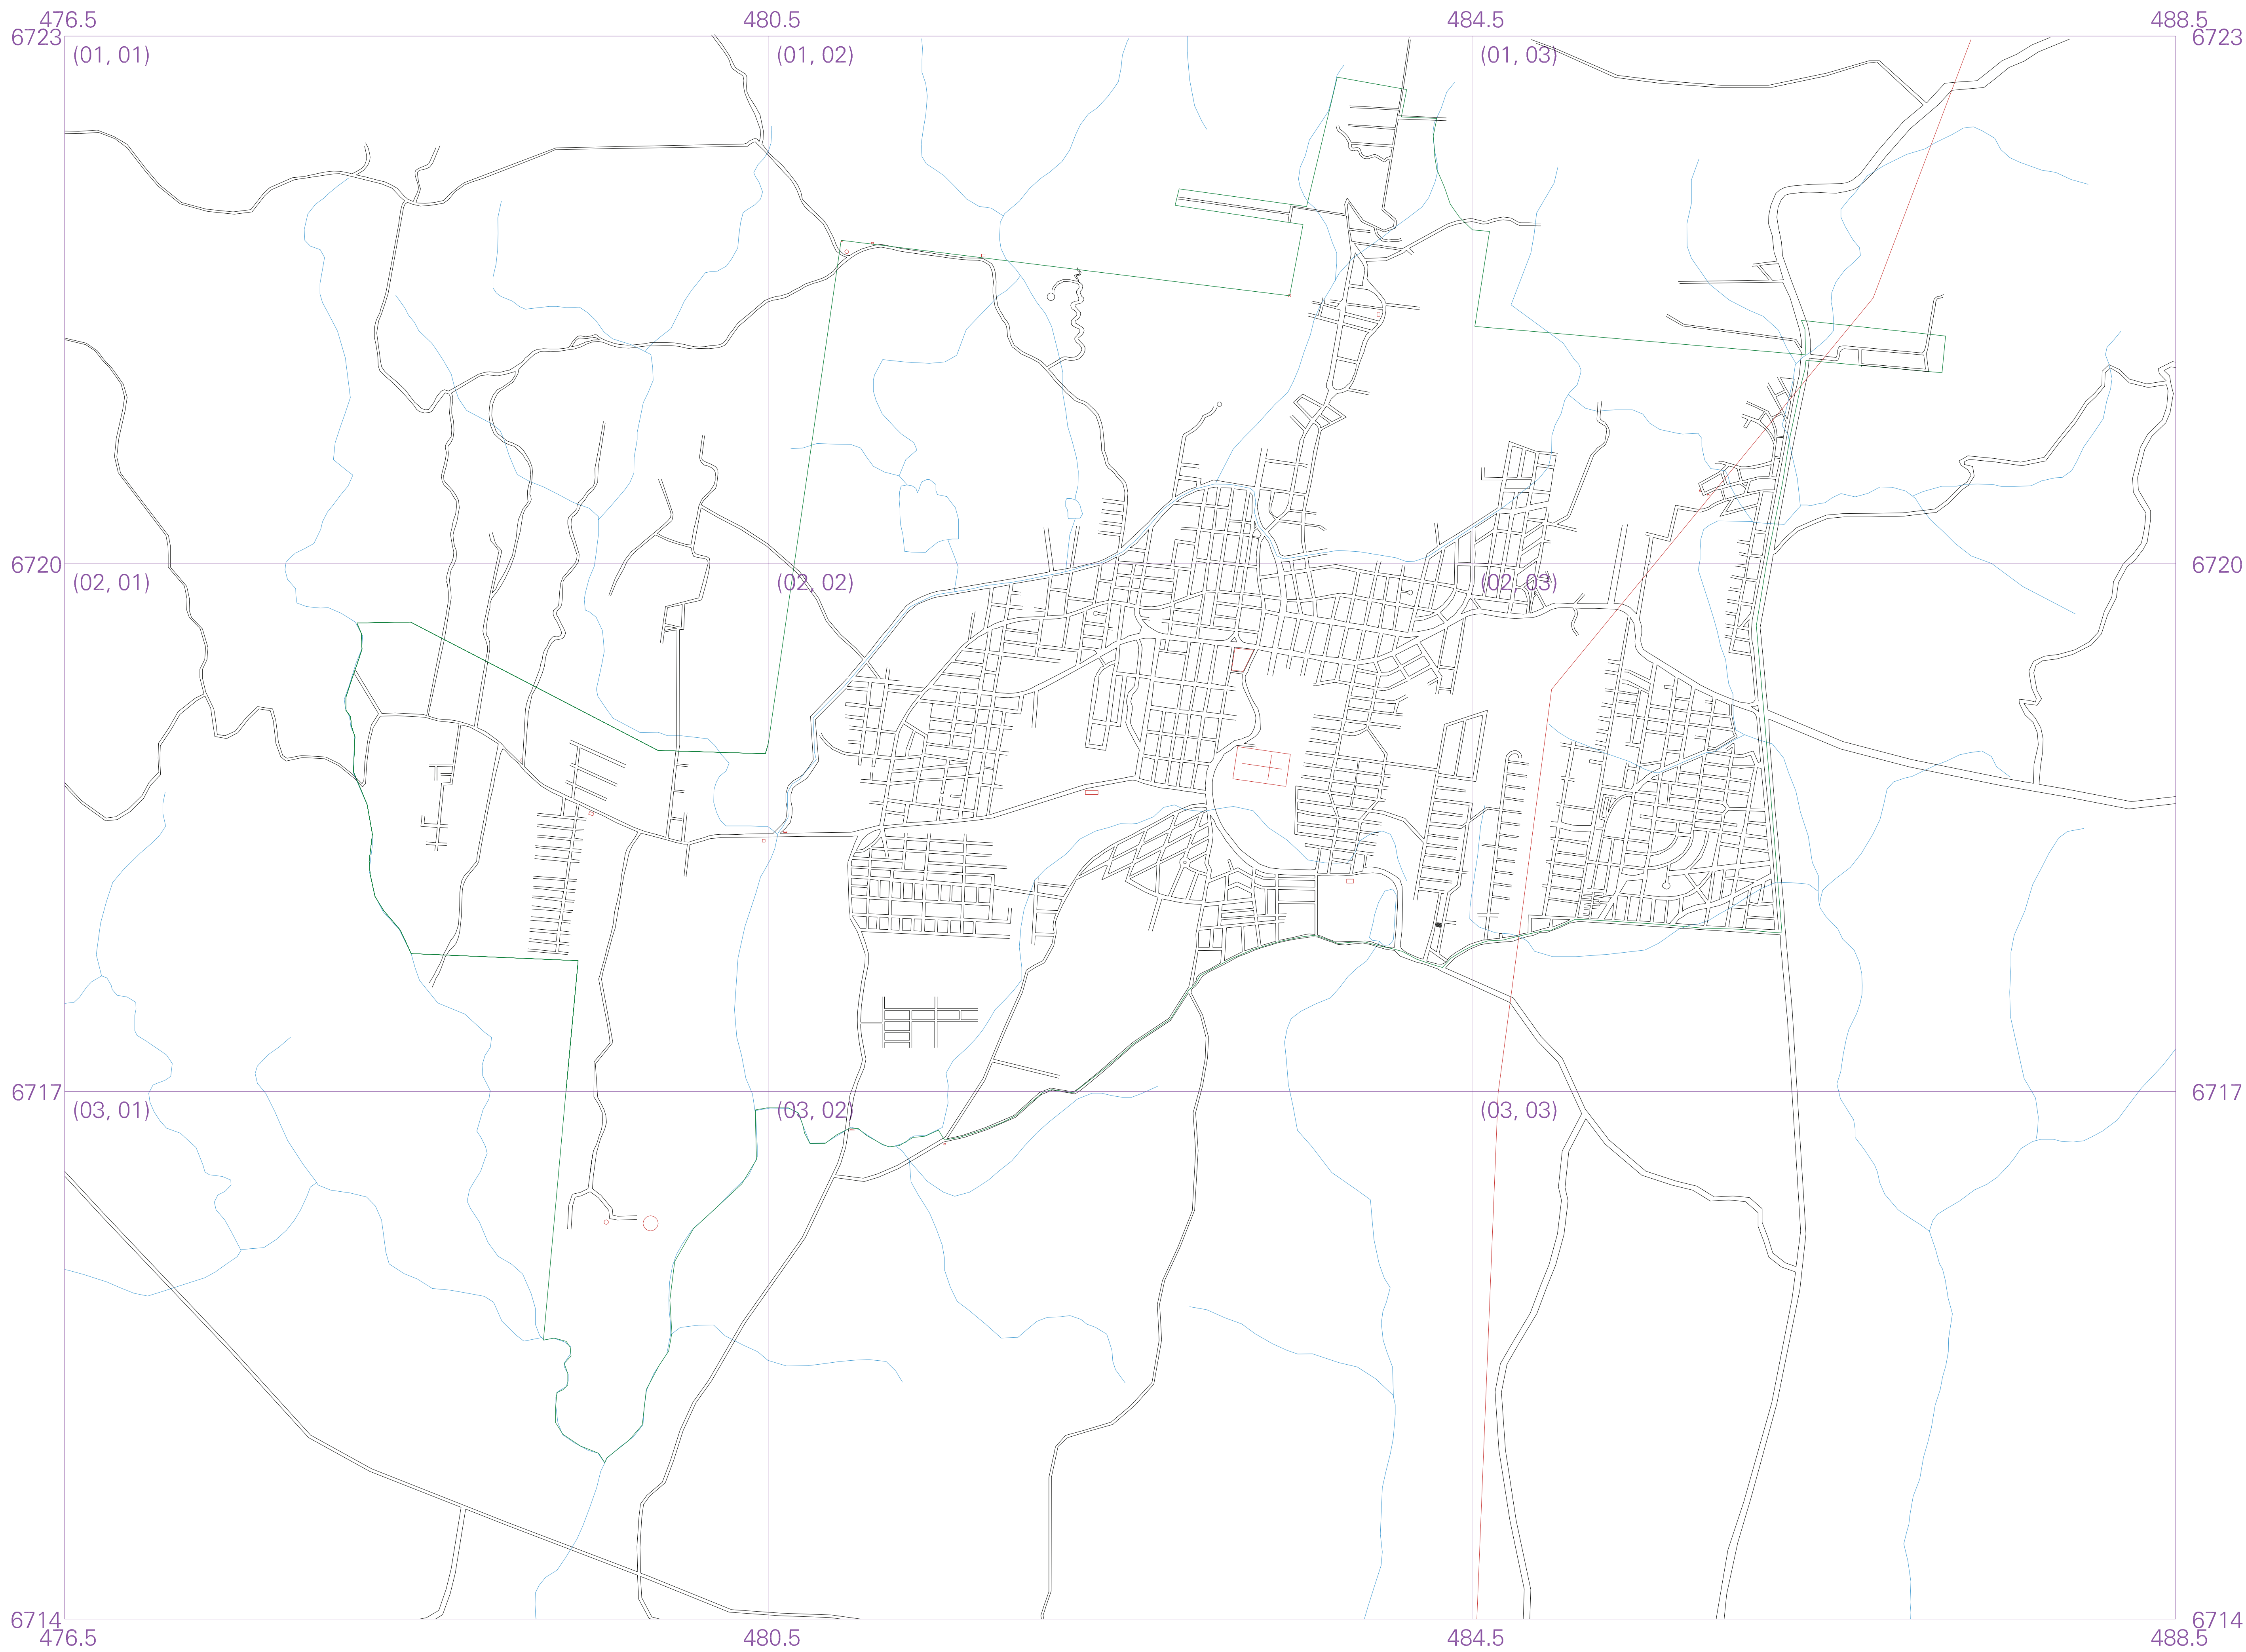 476.5 480.5 484.5 488.5
6723 6723
(01, 01) (01, 02) (01, 03)
6720 6720
(02, 01) (02, 02) (02, 03)
6717 6717
(03, 01) (03, 02) (03, 03)
6714 6714
476.5 480.5 484.5 488.5